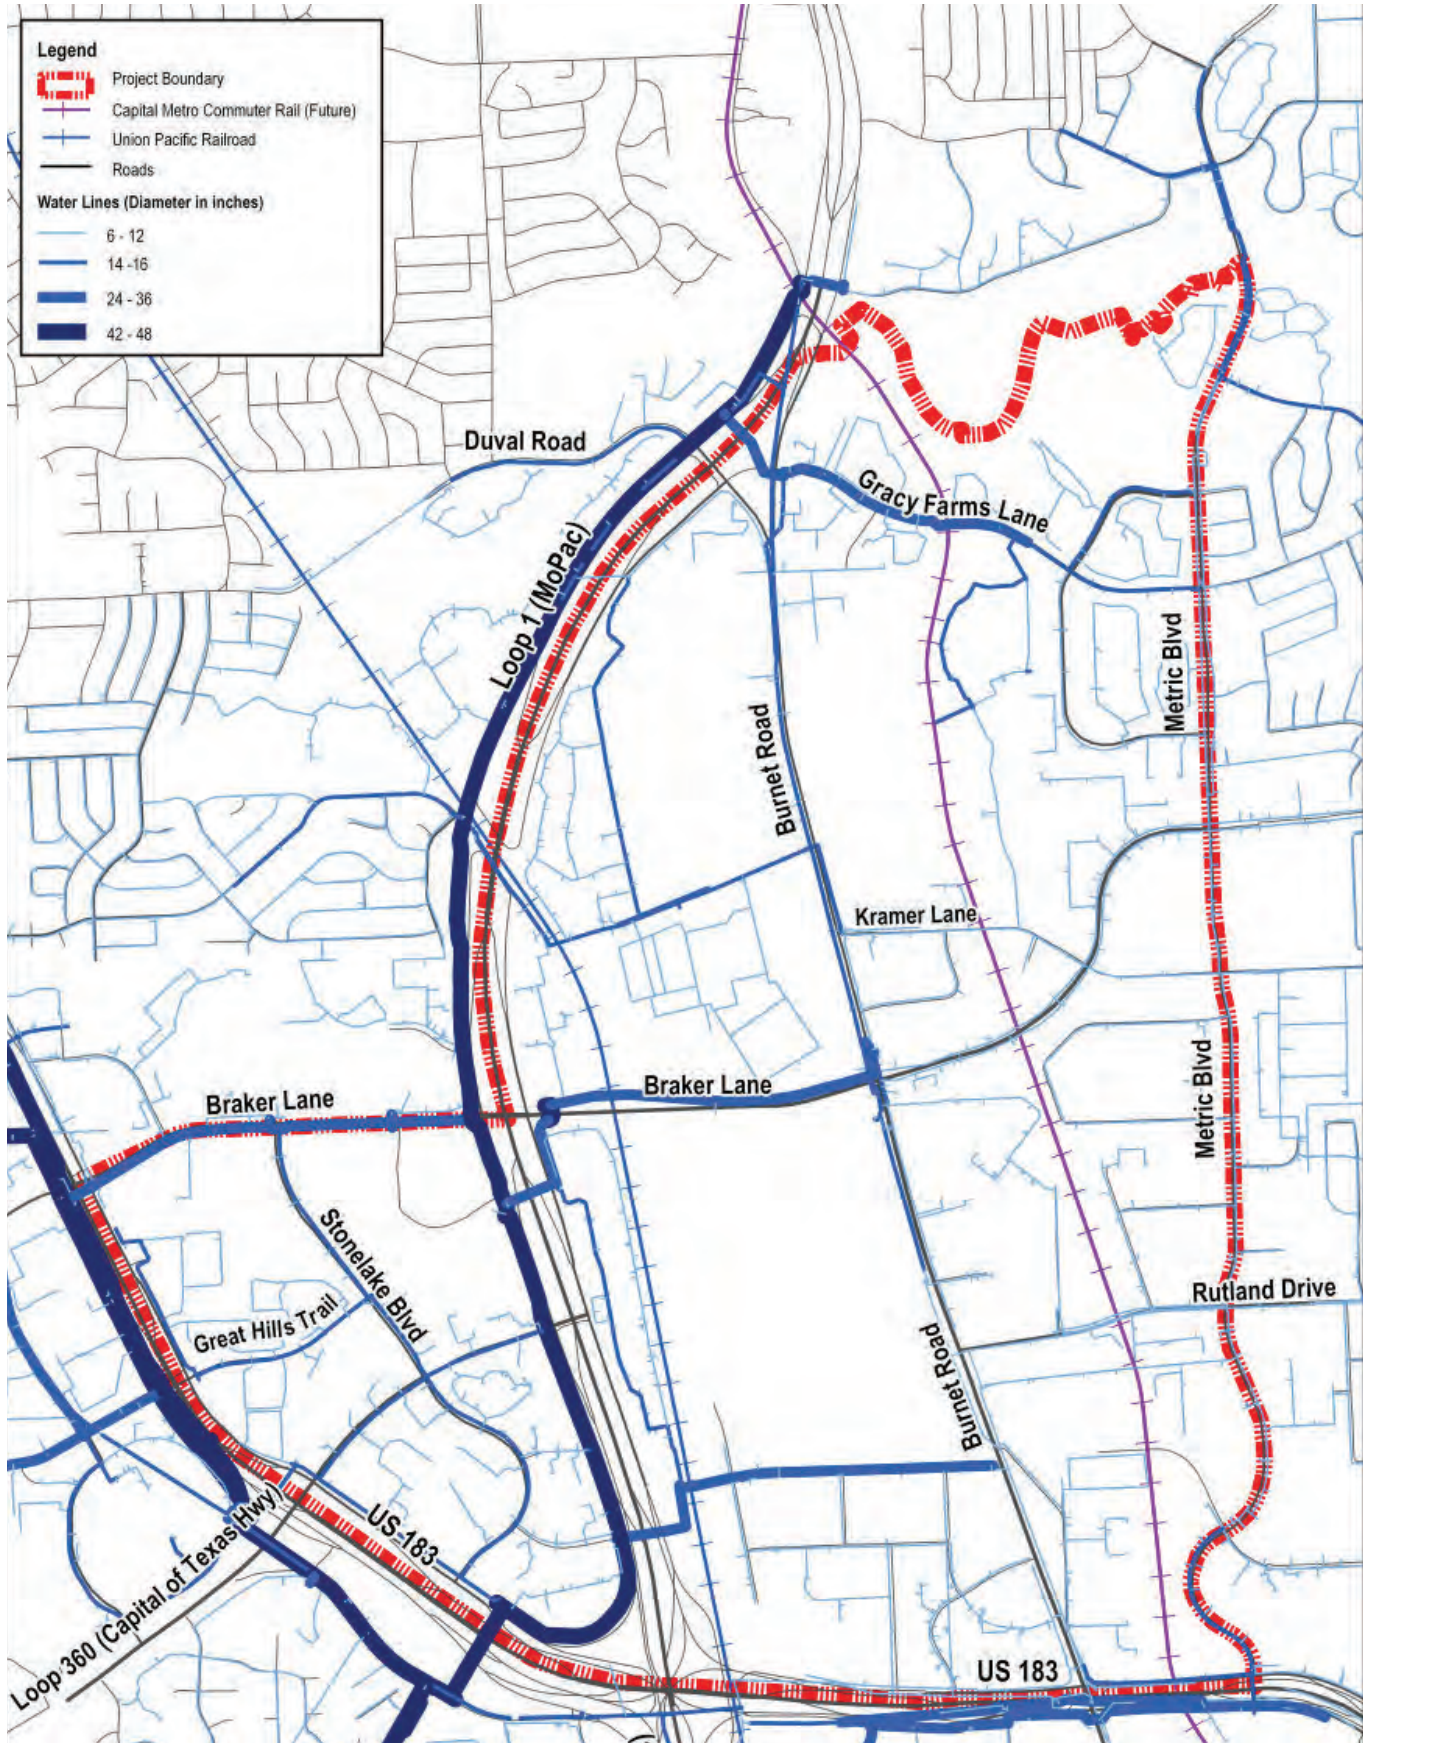 Legend
Project Boundary
Capital Metro Commuter Rail (Future)
Union Pacific Railroad
Roads
Water Lines (Diameter in inches)
6 - 12
14 -16
24 - 36
42 - 48
Duval Road
Gracy Farms Lane
Loop 1 (MoPac)
Metric Blvd
Burnet Road
Kramer Lane
Braker Lane
Braker Lane
Metric Blvd
Stonelake Blvd
Great Hills Trail
Rutland Drive
Burnet Road
US 183
Loop 360 (Capital of Texas Hwy)
US 183
)